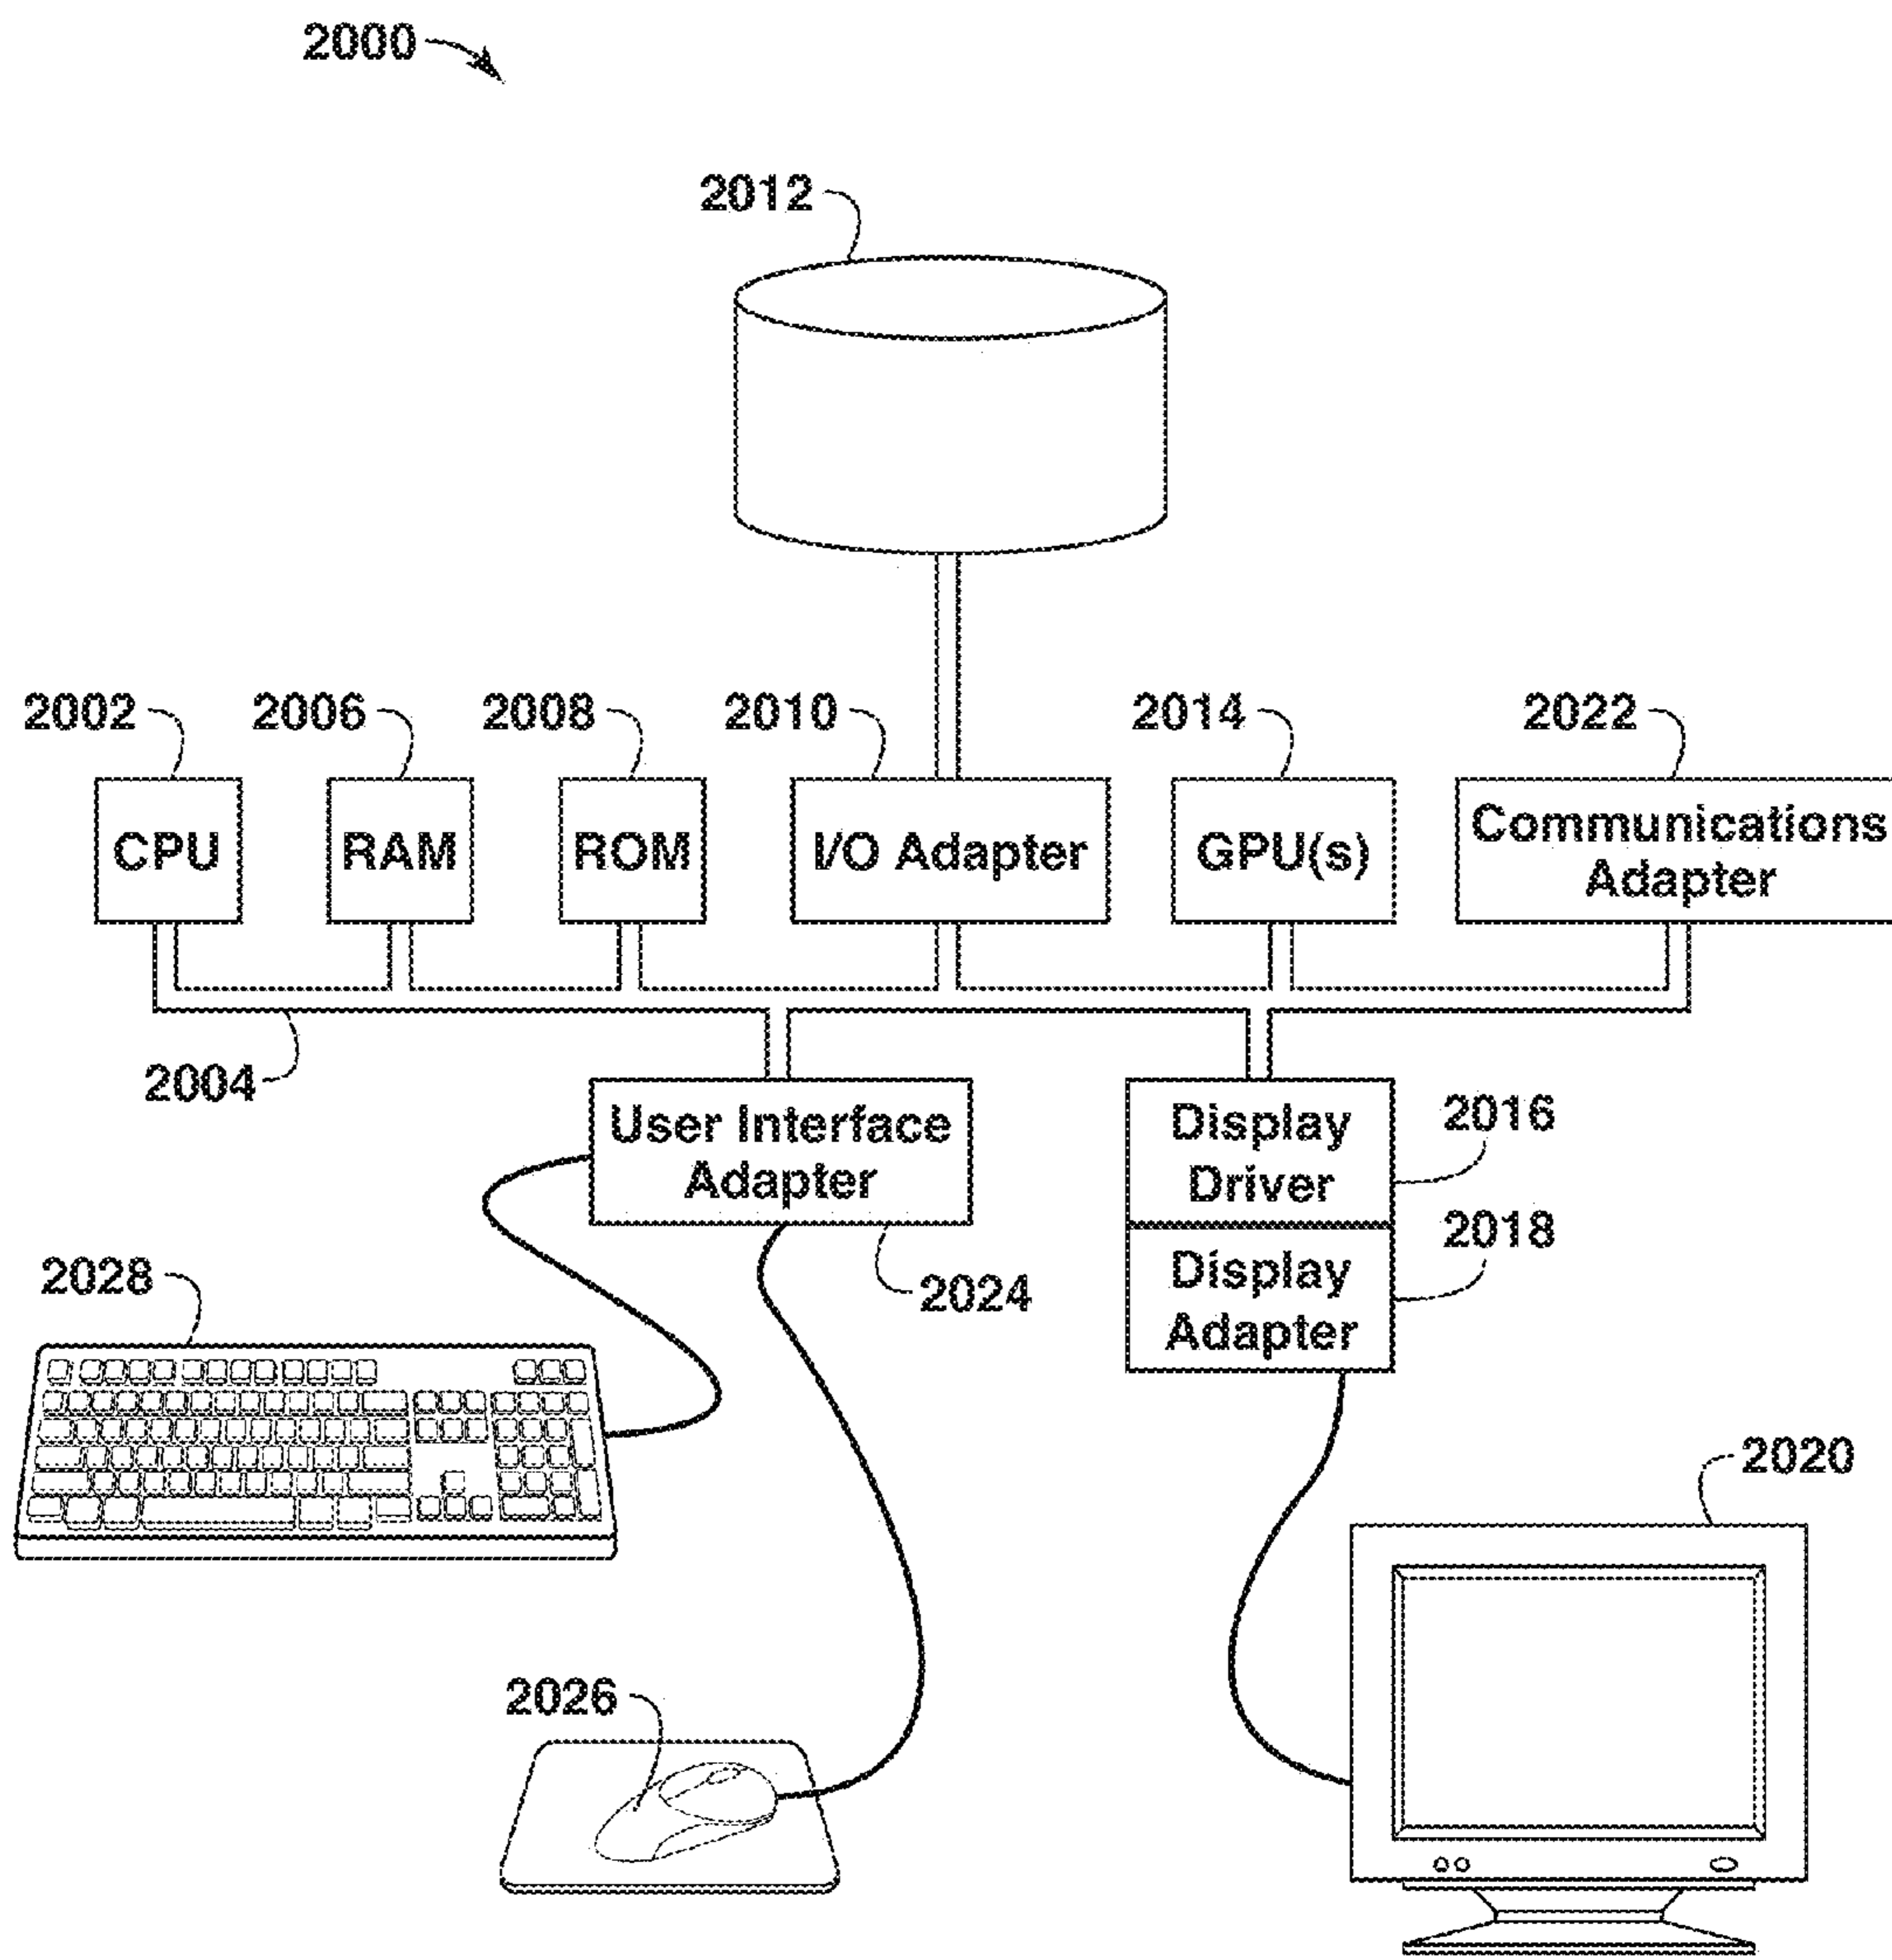 2000
2012
2002
2006
2008
2010
2014
2022
CPU
RAM
ROM
I/O Adapter
GPU(s)
Communications
Adapter
2004
User Interface
Adapter
2024
Display
Driver
2016
Display
Adapter
2018
2028
2020
2026